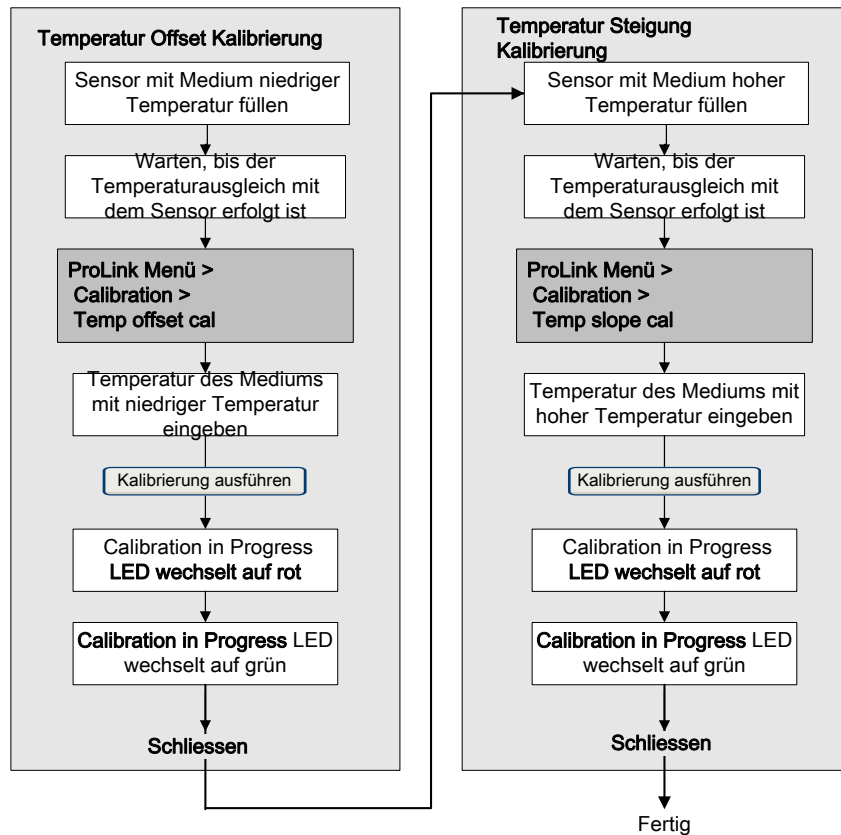 Temperatur Offset Kalibrierung
Sensor mit Medium niedriger
Temperatur füllen
Warten, bis der
Temperaturausgleich mit
dem Sensor erfolgt ist
ProLink Menü >
Calibration >
Temp offset cal
Temperatur des Mediums
mit niedriger Temperatur
eingeben
Kalibrierung ausführen
Calibration in Progress
LED wechselt auf rot
Calibration in Progress LED
wechselt auf grün
Schliessen
Temperatur Steigung
Kalibrierung
Sensor mit Medium hoher
Temperatur füllen
Warten, bis der
Temperaturausgleich mit
dem Sensor erfolgt ist
ProLink Menü >
Calibration >
Temp slope cal
Temperatur des Mediums mit
hoher Temperatur eingeben
Kalibrierung ausführen
Calibration in Progress
LED wechselt auf rot
Calibration in Progress LED
wechselt auf grün
Schliessen
Fertig